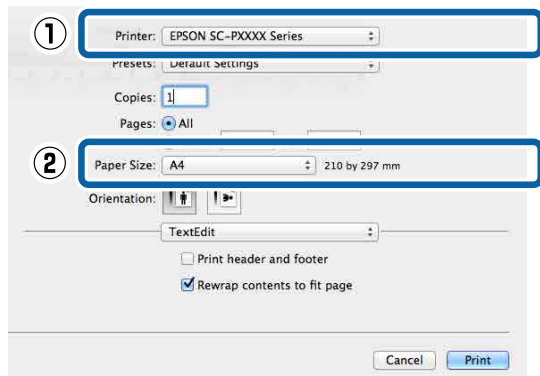 1
Printer: EPSON SC-PXXXX Series
Presets: Default Settings
Copies: 1
Pages: All
2
Paper Size: A4 210 by 297 mm
Orientation:
TextEdit
Print header and footer
Rewrap contents to fit page
Cancel Print